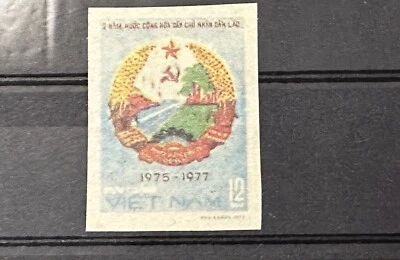 2 NĂM NƯỚC CỘNG HÒA DÂN CHỦ NHÂN DÂN LÀO
1975-1977
VIỆT NAM 12